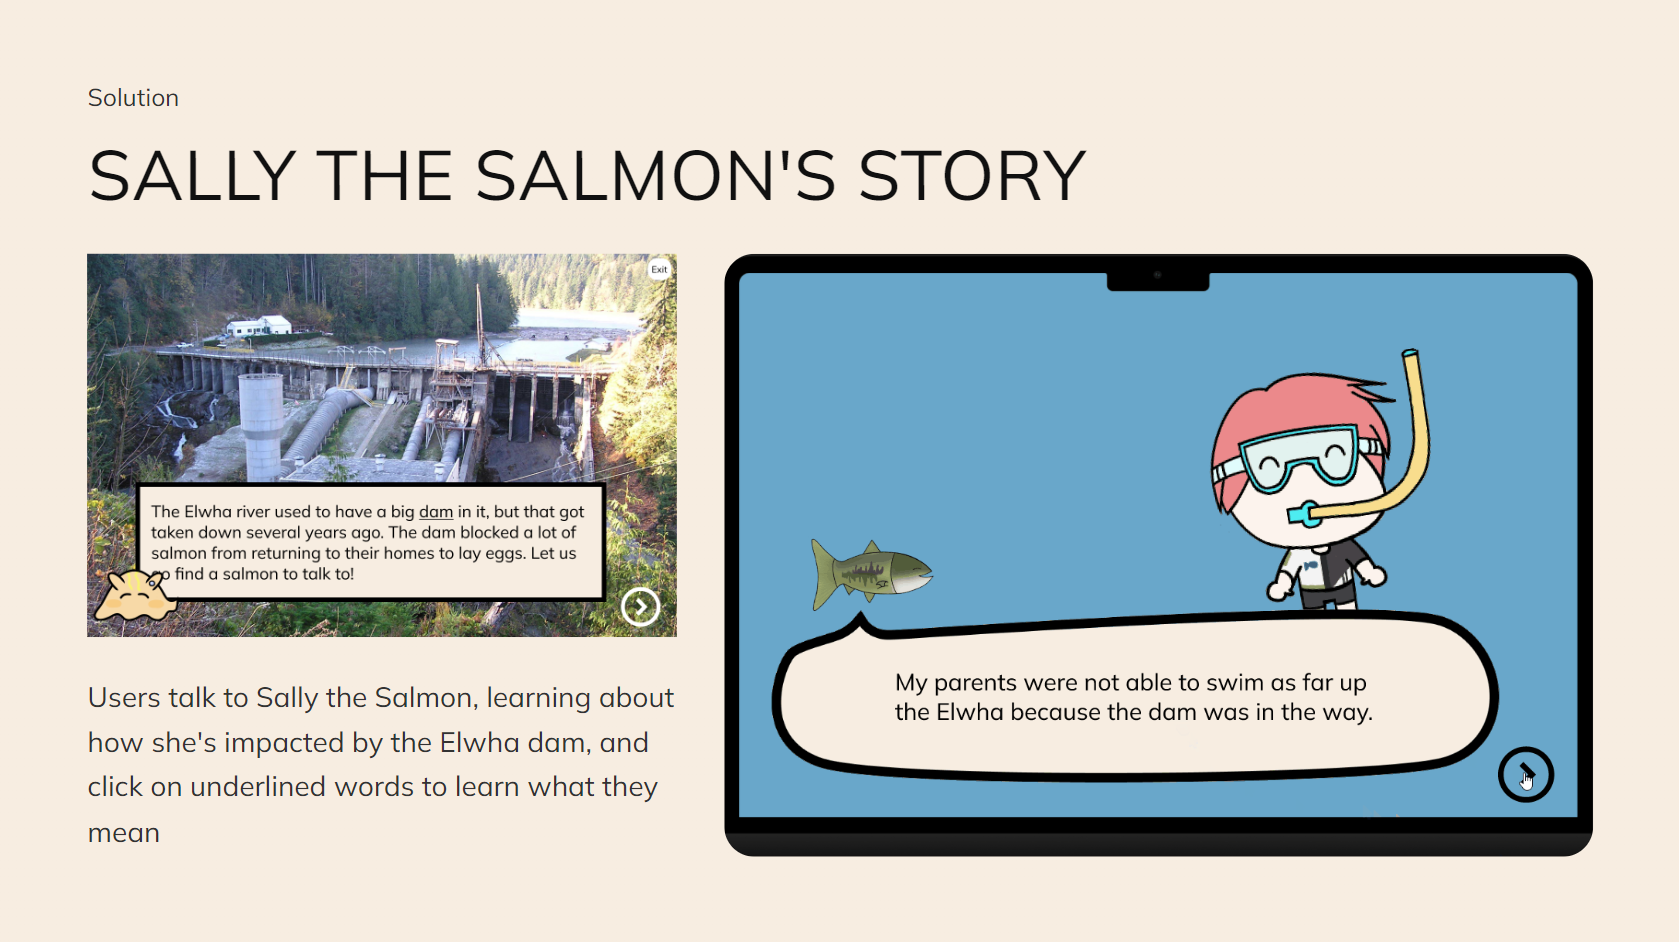 Solution
SALLY THE SALMON'S STORY
Exit
The Elwha river used to have a big dam in it, but that got
taken down several years ago. The dam blocked a lot of
salmon from returning to their homes to lay eggs. Let us
go find a salmon to talk to!
Users talk to Sally the Salmon, learning about
how she's impacted by the Elwha dam, and
click on underlined words to learn what they
mean
My parents were not able to swim as far up
the Elwha because the dam was in the way.